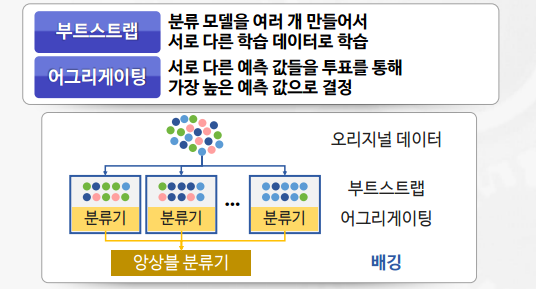 부트스트랩
분류 모델을 여러 개 만들어서
서로 다른 학습 데이터로 학습
어그리게이팅
서로 다른 예측 값들을 투표를 통해
가장 높은 예측 값으로 결정
오리지널 데이터
부트스트랩
분류기 분류기 ... 분류기
어그리게이팅
앙상블 분류기
배깅